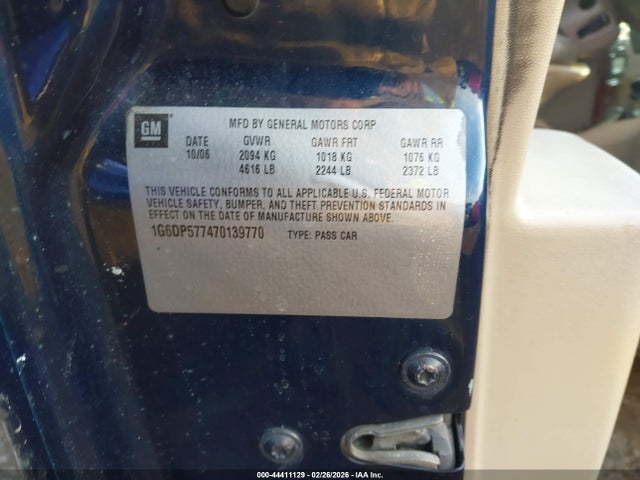 GM
MFD BY GENERAL MOTORS CORP
DATE GVWR GAWR FRT GAWR RR
10/06 2094 KG 1018 KG 1076 KG
4616 LB 2244 LB 2372 LB
THIS VEHICLE CONFORMS TO ALL APPLICABLE U.S. FEDERAL MOTOR
VEHICLE SAFETY, BUMPER, AND THEFT PREVENTION STANDARDS IN
EFFECT ON THE DATE OF MANUFACTURE SHOWN ABOVE.
1G6DP577470139770 TYPE: PASS CAR
000-44411129 - 02/26/2026 - IAA Inc.